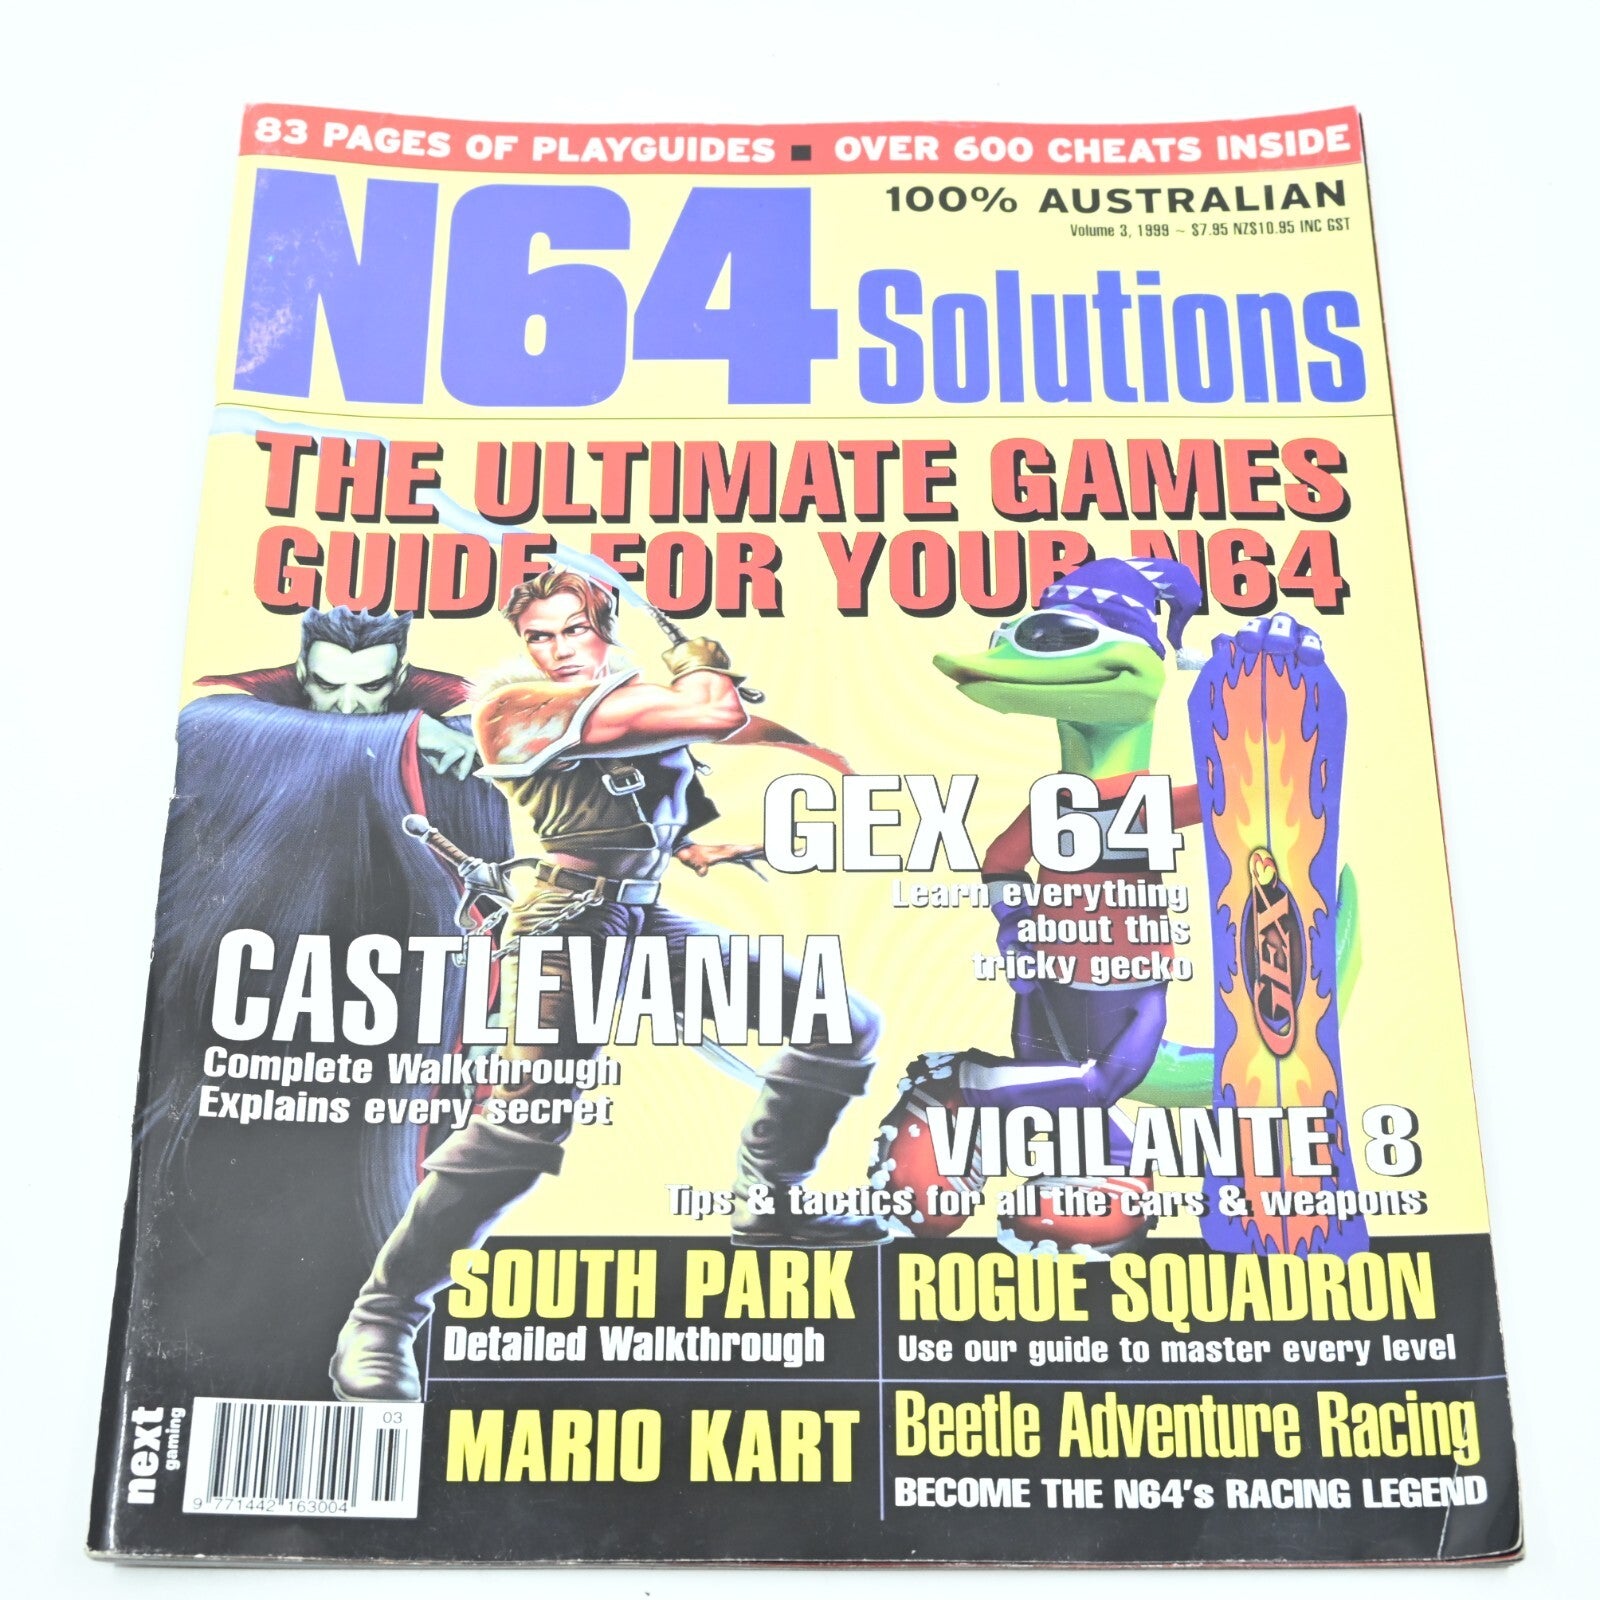 83 PAGES OF PLAYGUIDES ■ OVER 600 CHEATS INSIDE
100% AUSTRALIAN
Volume 3, 1999 ~ $7.95 NZ$10.95 INC GST
N64 Solutions
THE ULTIMATE GAMES
GUIDE FOR YOUR N64
GEX 64
Learn everything
about this
tricky gecko
GEX
CASTLEVANIA
Complete Walkthrough
Explains every secret
VIGILANTE 8
Tips & tactics for all the cars & weapons
SOUTH PARK
Detailed Walkthrough
ROGUE SQUADRON
Use our guide to master every level
MARIO KART
Beetle Adventure Racing
BECOME THE N64's RACING LEGEND
next
gaming
03
9 771442 163004